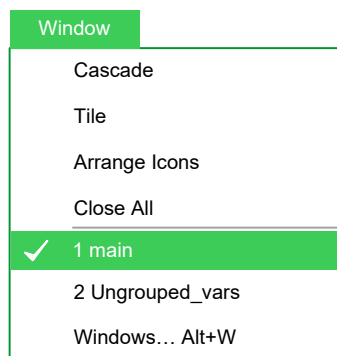 Window
Cascade
Tile
Arrange Icons
Close All
1 main
2 Ungrouped_vars
Windows… Alt+W